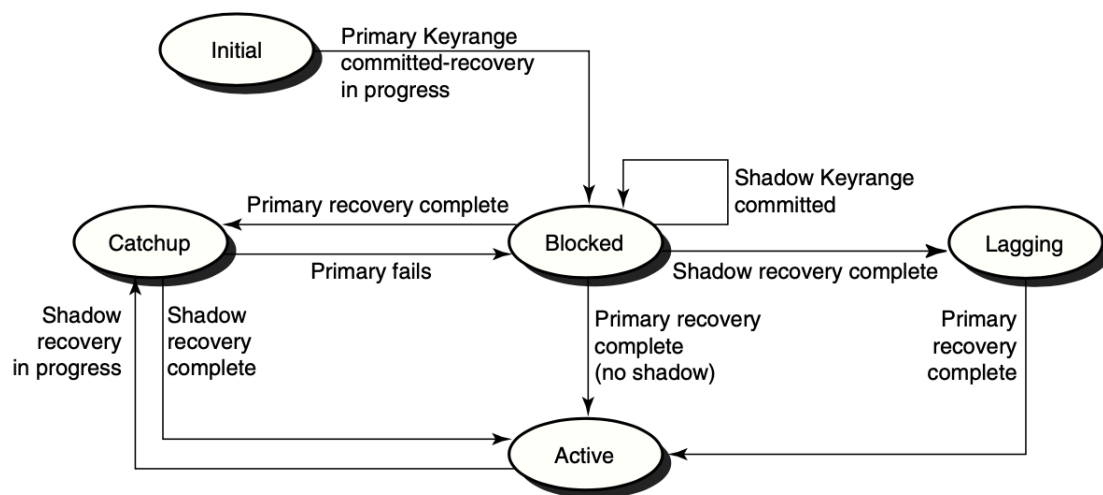 Initial
Primary Keyrange
committed-recovery
in progress
Shadow Keyrange
committed
Primary recovery complete
Catchup
Blocked
Lagging
Primary fails
Shadow recovery complete
Shadow
recovery
in progress
Shadow
recovery
complete
Primary recovery
complete
(no shadow)
Primary
recovery
complete
Active